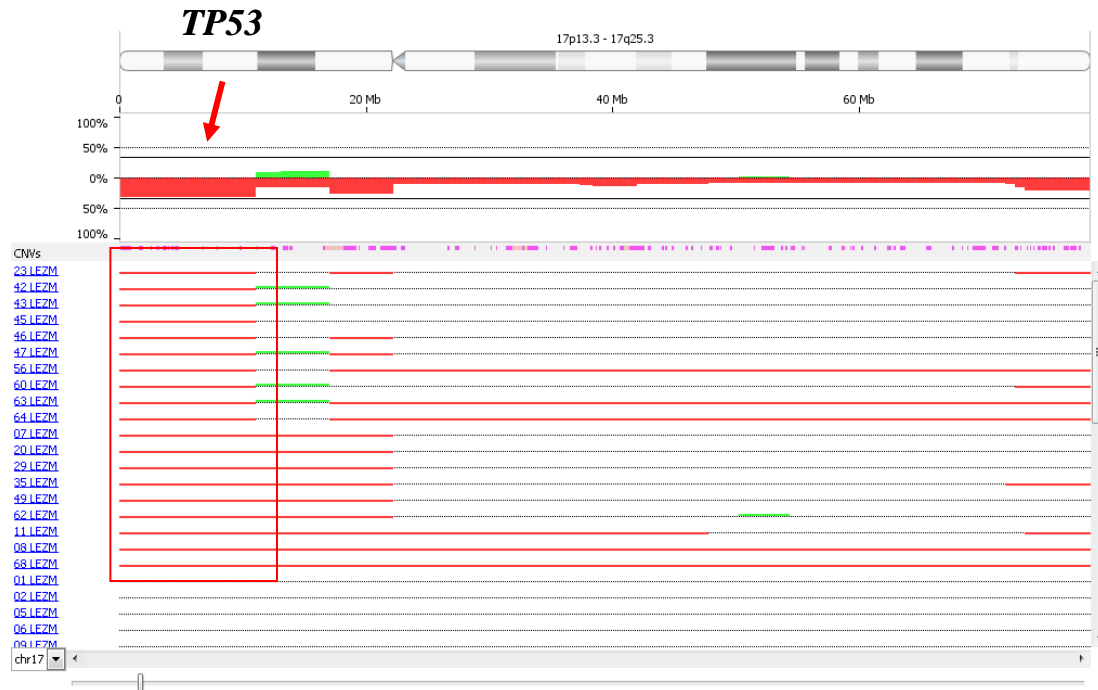 TP53
17p13.3 - 17q25.3
0 20 Mb 40 Mb 60 Mb
100%
50%
0%
50%
100%
CNVs
23 LEZM
42 LEZM
43 LEZM
45 LEZM
46 LEZM
47 LEZM
56 LEZM
60 LEZM
63 LEZM
64 LEZM
07 LEZM
20 LEZM
29 LEZM
35 LEZM
49 LEZM
62 LEZM
11 LEZM
08 LEZM
68 LEZM
01 LEZM
02 LEZM
05 LEZM
06 LEZM
09 LEZM
chr17